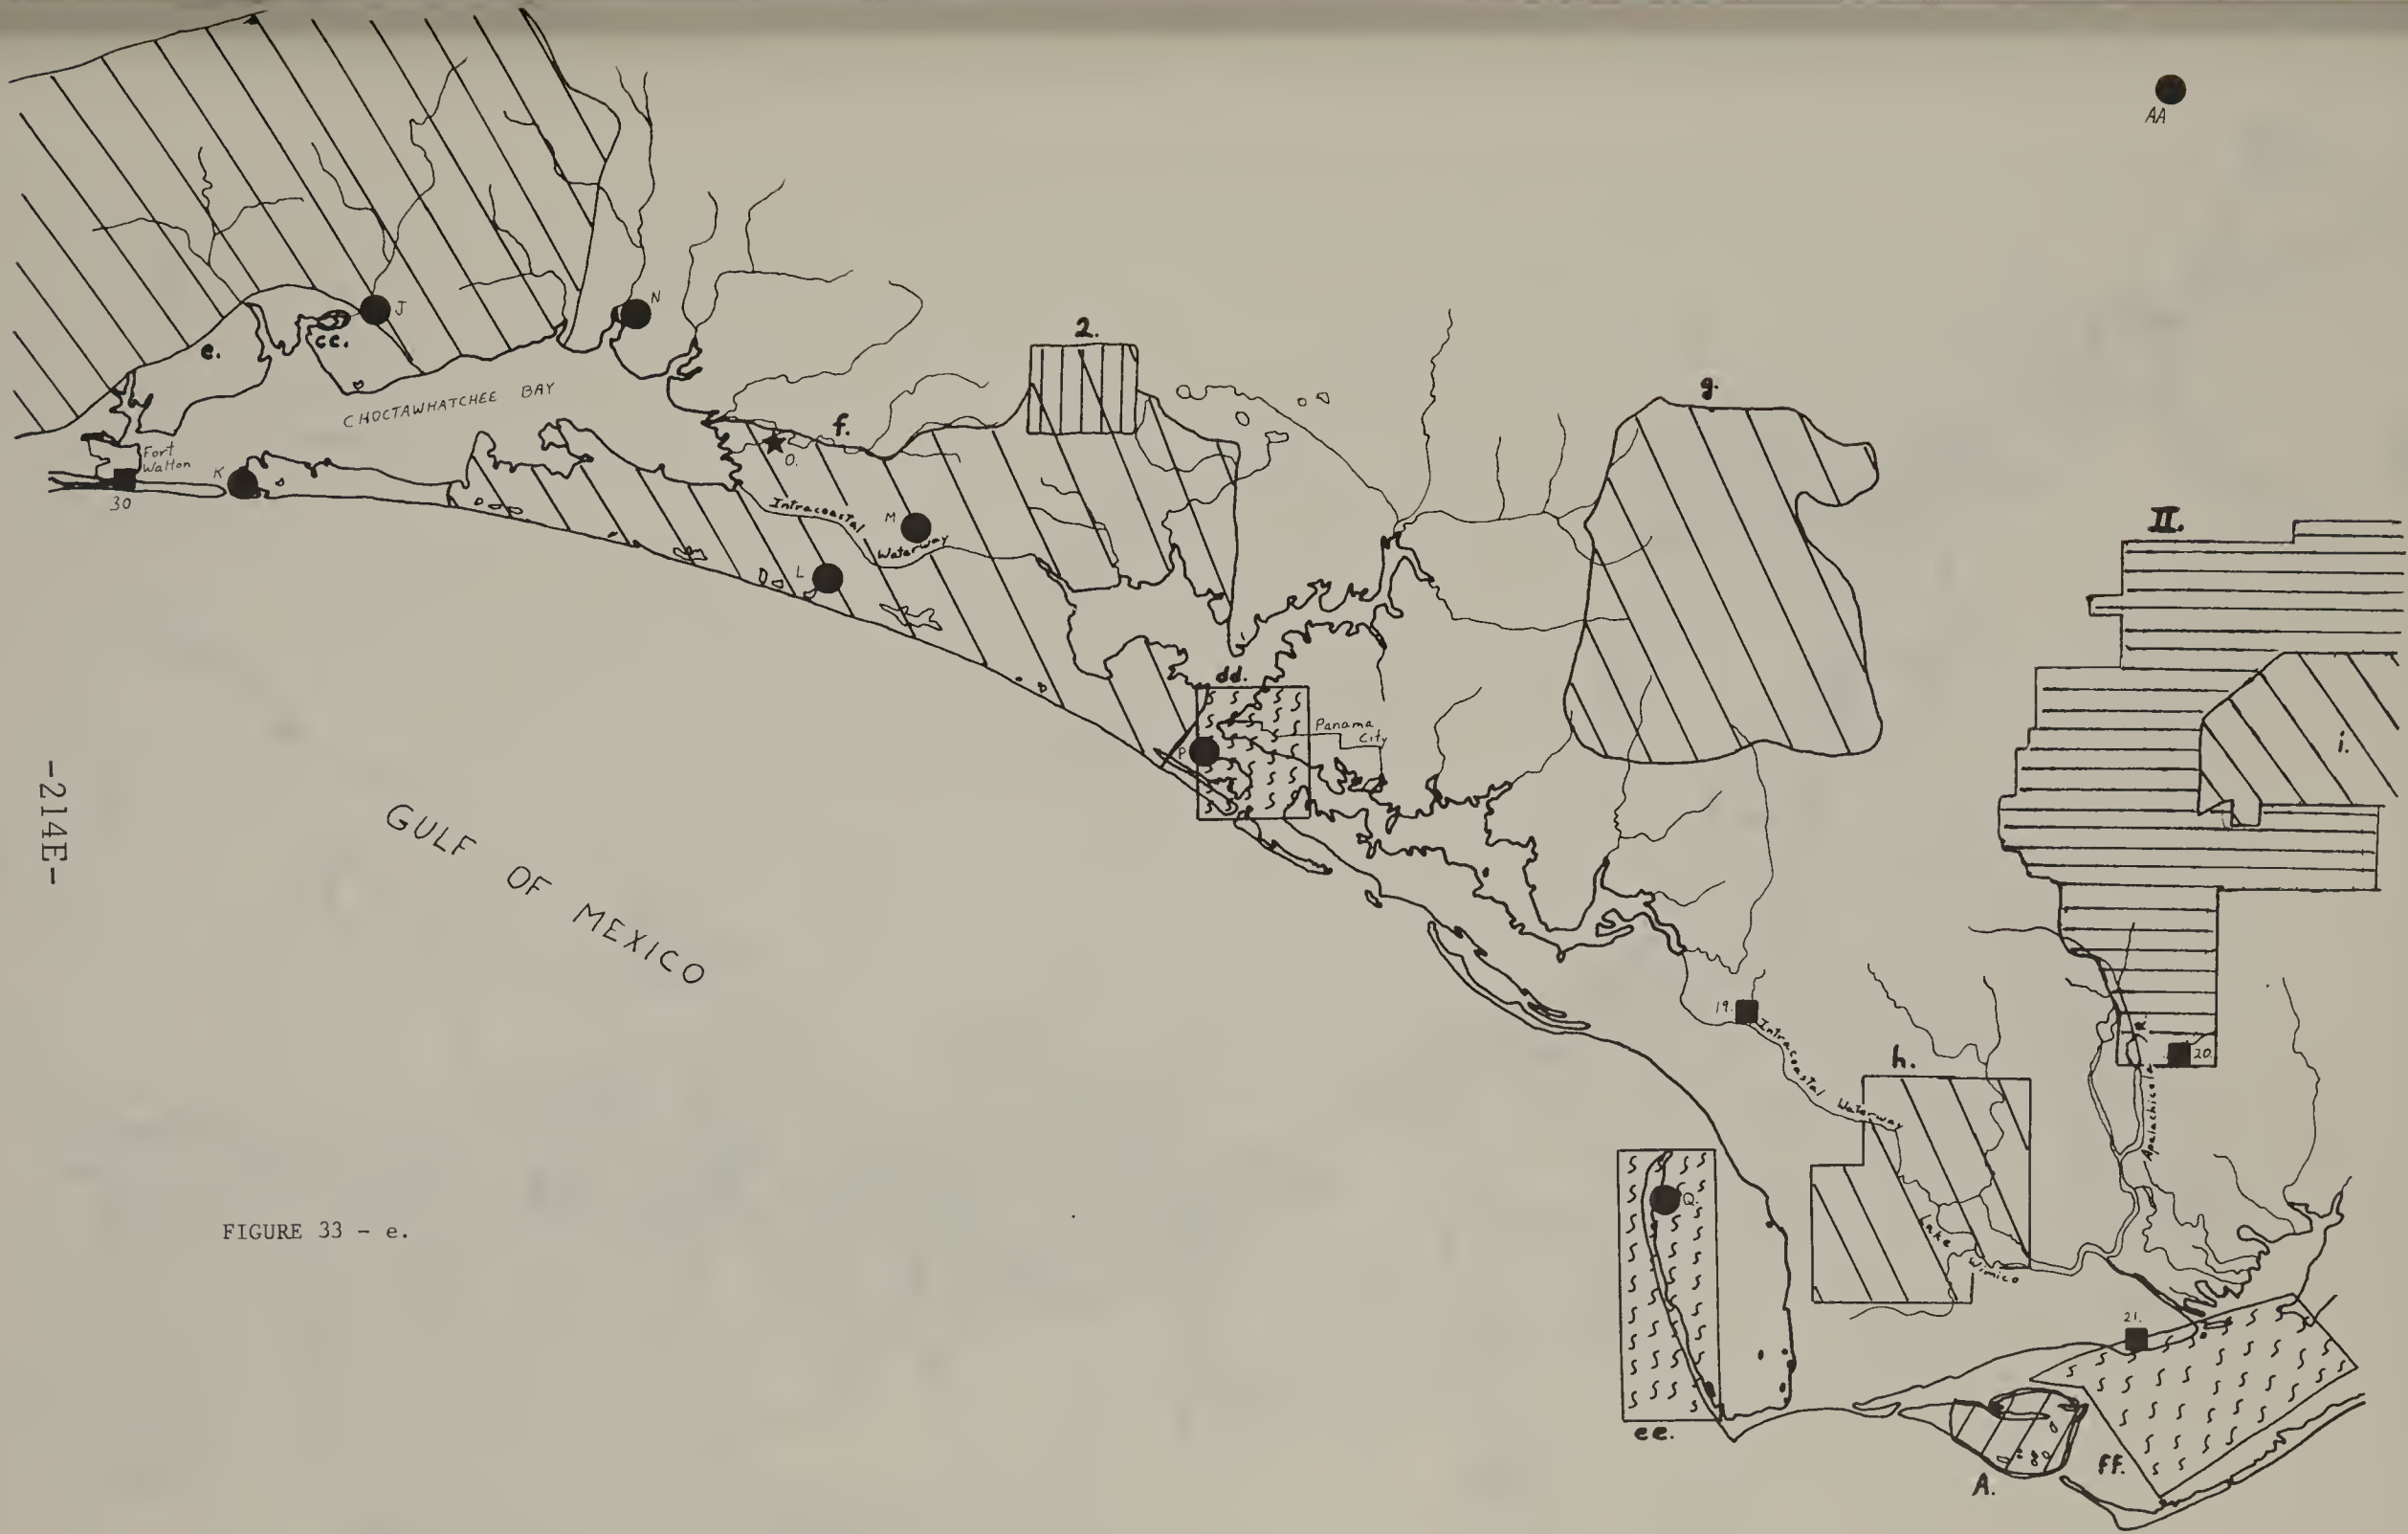 AA
J
N
cc.
e.
2.
CHOCTAWHATCHEE BAY
g.
f.
Fort
Walton
O.
K
30
Intracoastal
Waterway
M
L
II.
dd.
Panama
City
P
i.
-214E-
GULF OF MEXICO
19.
Intracoastal Waterway
h.
Apalachicola R.
20.
Q.
Lake Wimico
FIGURE 33 - e.
21.
ee.
ff.
A.